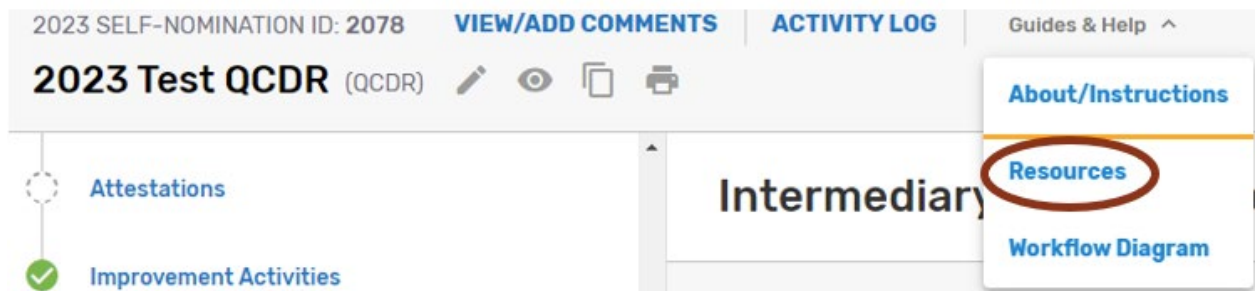 2023 SELF-NOMINATION ID: 2078 VIEW/ADD COMMENTS ACTIVITY LOG Guides & Help
2023 Test QCDR (QCDR)
About/Instructions
Attestations
Intermediary
Resources
Workflow Diagram
Improvement Activities